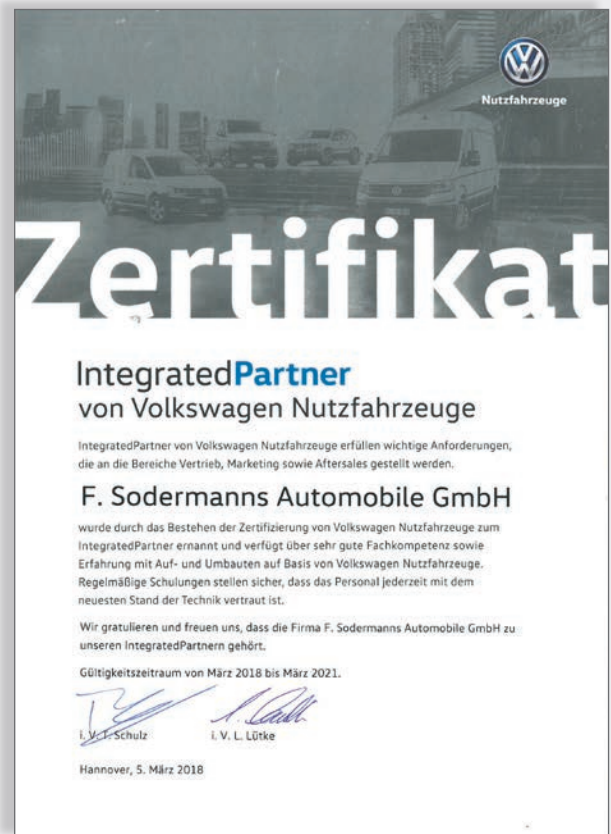 Nutzfahrzeuge
Zertifikat
IntegratedPartner
von Volkswagen Nutzfahrzeuge
IntegratedPartner von Volkswagen Nutzfahrzeuge erfüllen wichtige Anforderungen,
die an die Bereiche Vertrieb, Marketing sowie Aftersales gestellt werden.
F. Sodermanns Automobile GmbH
wurde durch das Bestehen der Zertifizierung von Volkswagen Nutzfahrzeuge zum
IntegratedPartner ernannt und verfügt über sehr gute Fachkompetenz sowie
Erfahrung mit Auf- und Umbauten auf Basis von Volkswagen Nutzfahrzeuge.
Regelmäßige Schulungen stellen sicher, dass das Personal jederzeit mit dem
neuesten Stand der Technik vertraut ist.
Wir gratulieren und freuen uns, dass die Firma F. Sodermanns Automobile GmbH zu
unseren IntegratedPartnern gehört.
Gültigkeitszeitraum von März 2018 bis März 2021.
i. V. T. Schulz i. V. L. Lütke
Hannover, 5. März 2018